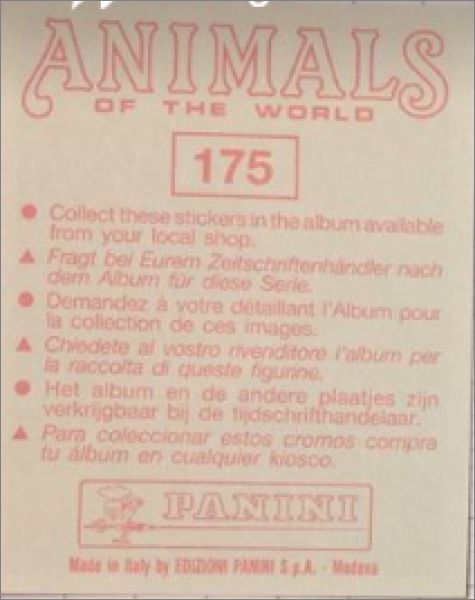 ANIMALS
OF THE WORLD
175
● Collect these stickers in the album available
from your local shop.
▲ Fragt bei Eurem Zeitschriftenhändler nach
dem Album für diese Serie.
● Demandez à votre détaillant l'Album pour
la collection de ces images.
▲ Chiedete al vostro rivenditore l'album per
la raccolta di queste figurine.
● Het album en de andere plaatjes zijn
verkrijgbaar bij de tijdschrifthandelaar.
▲ Para coleccionar estos cromos compra
tu álbum en cualquier kiosco.
PANINI
Made in Italy by EDIZIONI PANINI S.p.A. - Modena